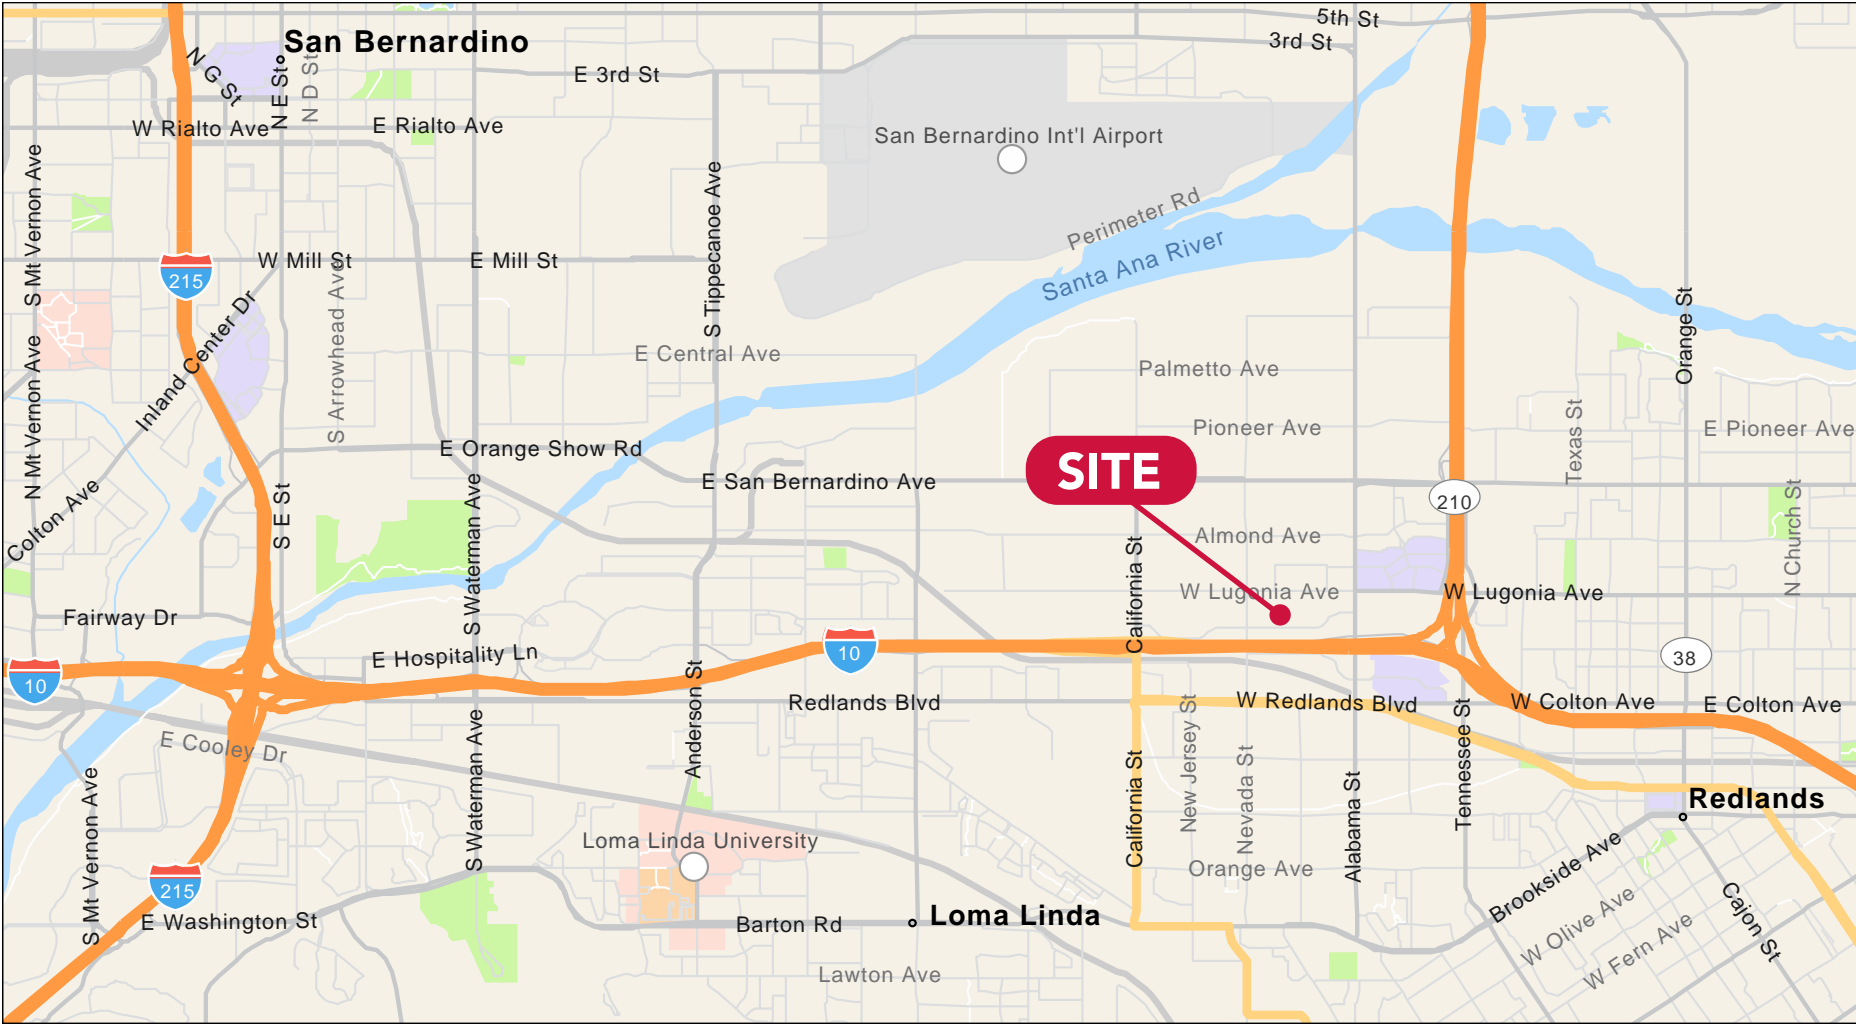 5th St
San Bernardino
3rd St
N G St
N E St
N D St
E 3rd St
W Rialto Ave
E Rialto Ave
San Bernardino Int'l Airport
S Mt Vernon Ave
S Tippecanoe Ave
Perimeter Rd
Santa Ana River
W Mill St
E Mill St
215
Inland Center Dr
S Arrowhead Ave
E Central Ave
Palmetto Ave
Orange St
N Mt Vernon Ave
Pioneer Ave
Texas St
E Pioneer Ave
E Orange Show Rd
SITE
E San Bernardino Ave
210
Colton Ave
S E St
S Waterman Ave
Almond Ave
N Church St
California St
W Lugonia Ave
W Lugonia Ave
Fairway Dr
E Hospitality Ln
10
10
38
Anderson St
Redlands Blvd
W Redlands Blvd
W Colton Ave
E Colton Ave
E Cooley Dr
S Waterman Ave
California St
New Jersey St
Nevada St
Alabama St
Tennessee St
Redlands
S Mt Vernon Ave
Loma Linda University
Orange Ave
Brookside Ave
215
E Washington St
Barton Rd
Loma Linda
W Olive Ave
W Fern Ave
Cajon St
Lawton Ave